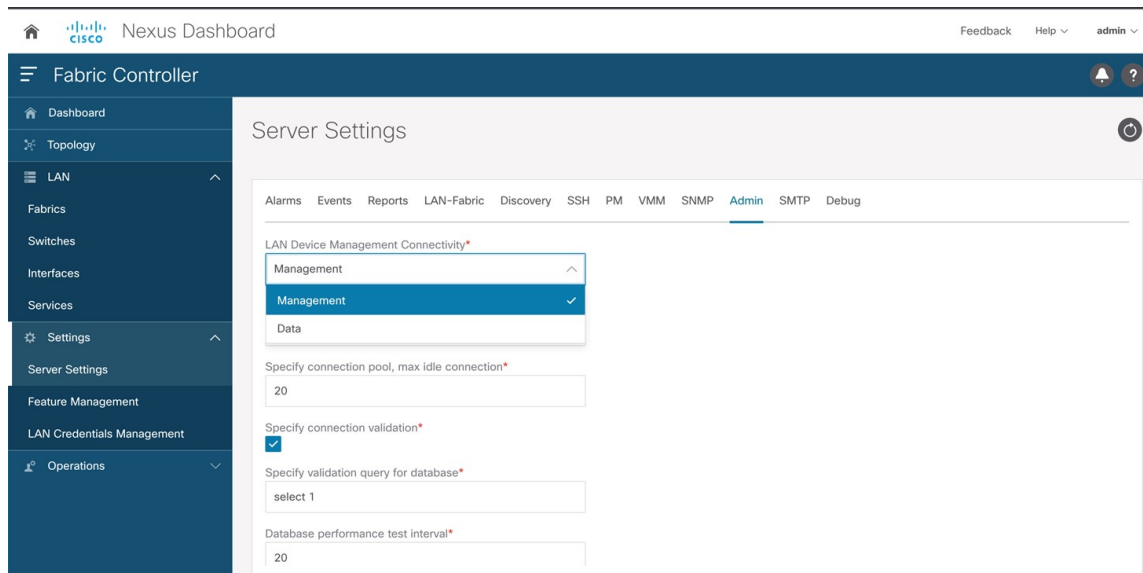 CISCO
Nexus Dashboard
Feedback
Help
admin
Fabric Controller
?
Dashboard
Topology
LAN
Fabrics
Switches
Interfaces
Services
Settings
Server Settings
Feature Management
LAN Credentials Management
Operations
Server Settings
Alarms Events Reports LAN-Fabric Discovery SSH PM VMM SNMP Admin SMTP Debug
LAN Device Management Connectivity*
Management
Management
Data
Specify connection pool, max idle connection*
20
Specify connection validation*
Specify validation query for database*
select 1
Database performance test interval*
20